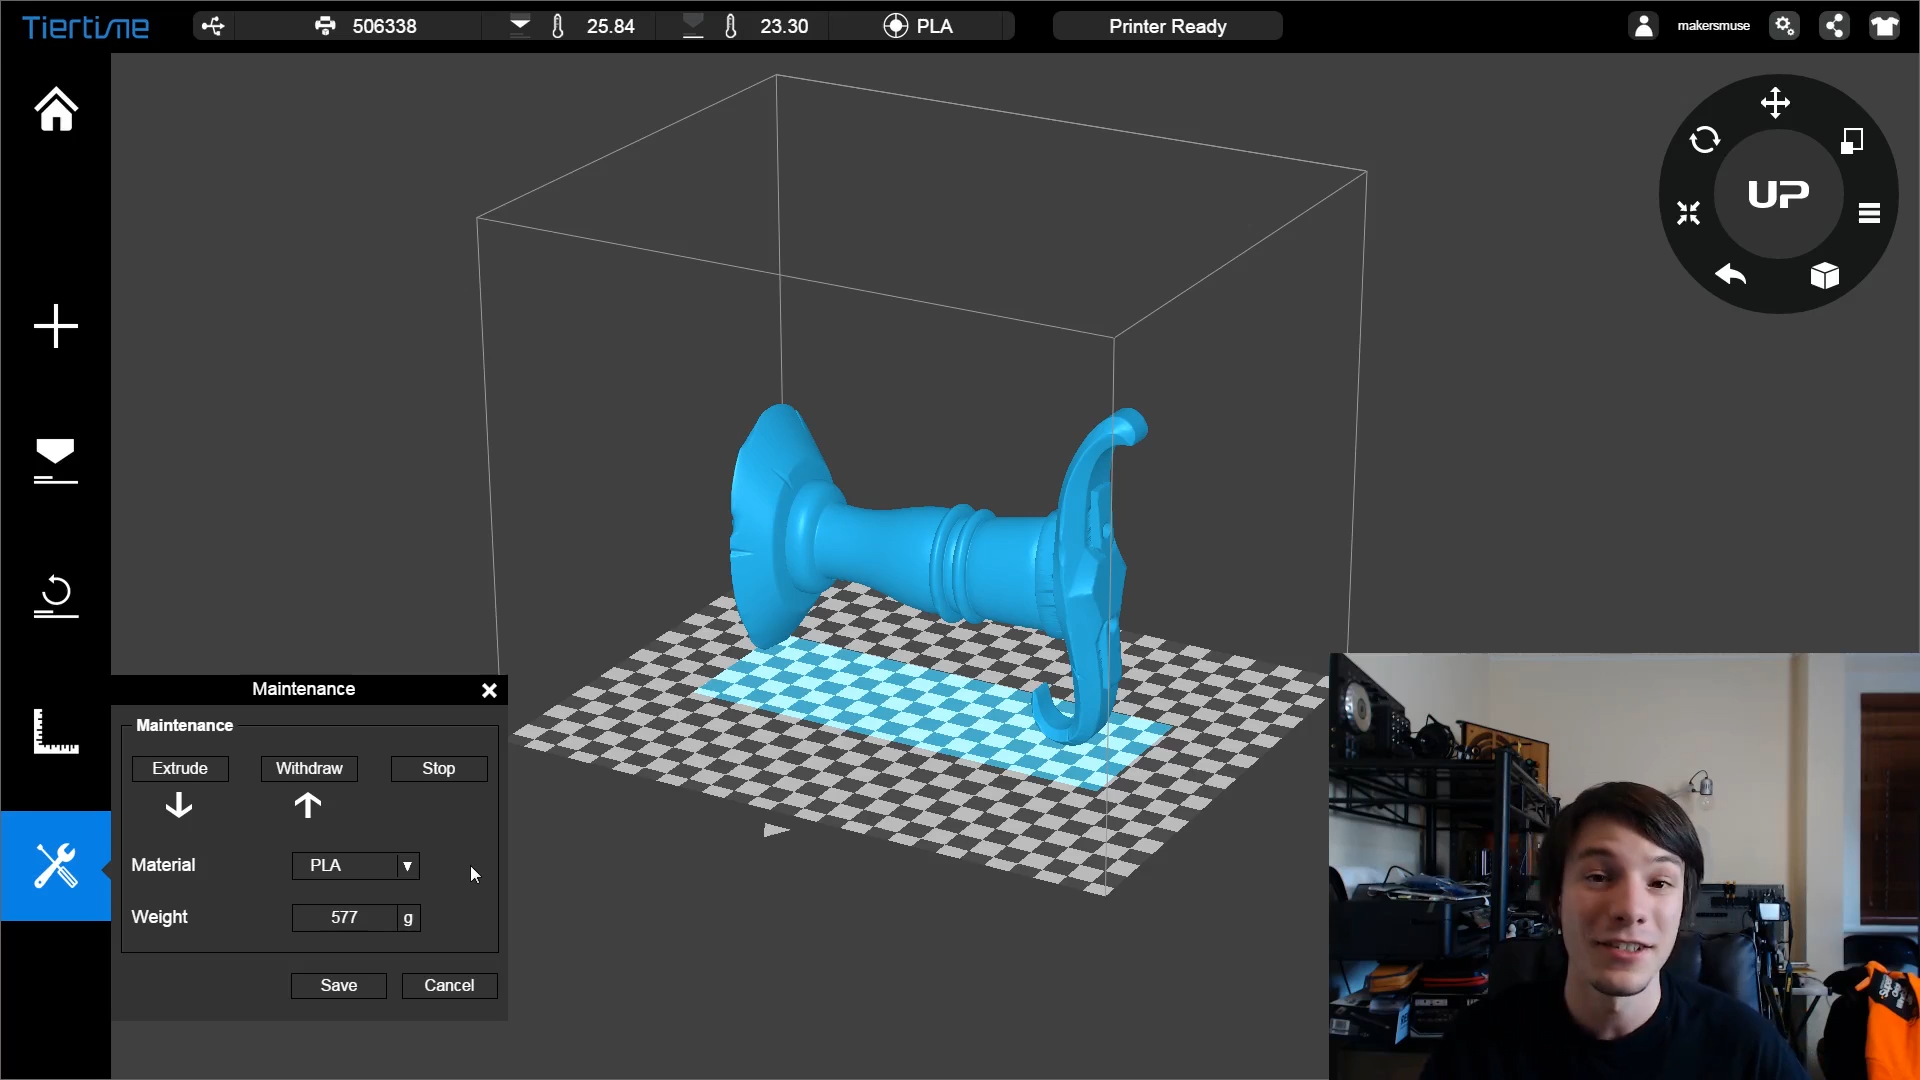 Tiertime
506338
25.84
23.30
PLA
Printer Ready
makersmuse
UP
Maintenance
Maintenance
Extrude
Withdraw
Stop
Material
PLA
Weight
577
g
Save
Cancel